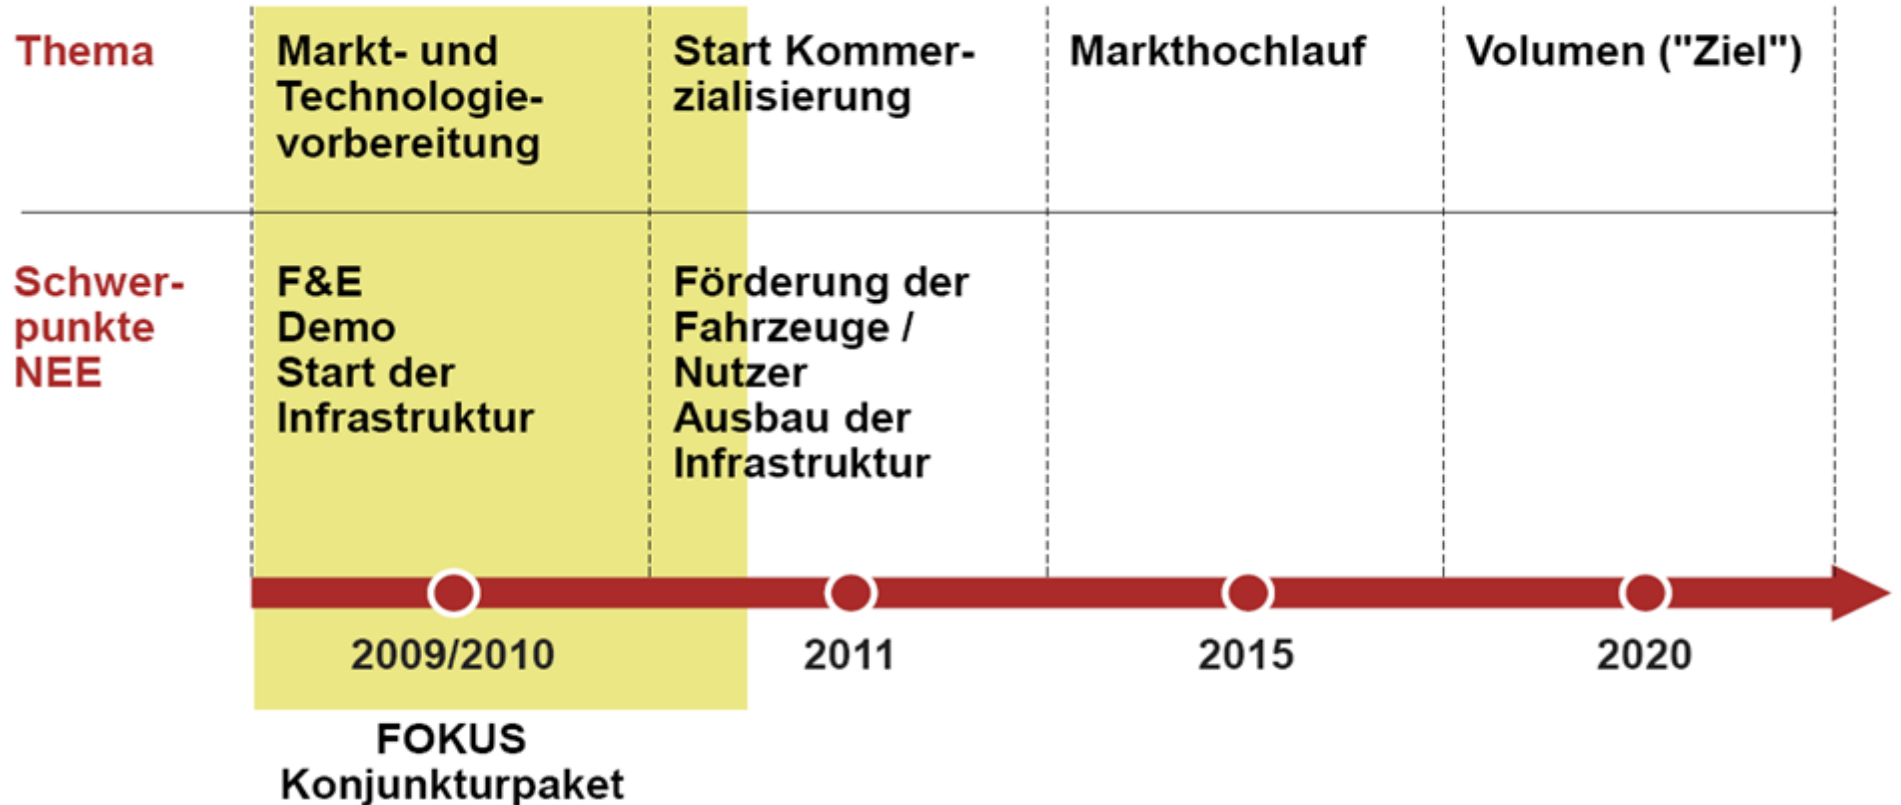 Thema
Markt- und
Technologie-
vorbereitung
Start Kommer-
zialisierung
Markthochlauf
Volumen ("Ziel")
Schwer-
punkte
NEE
F&E
Demo
Start der
Infrastruktur
Förderung der
Fahrzeuge /
Nutzer
Ausbau der
Infrastruktur
2009/2010
2011
2015
2020
FOKUS
Konjunkturpaket